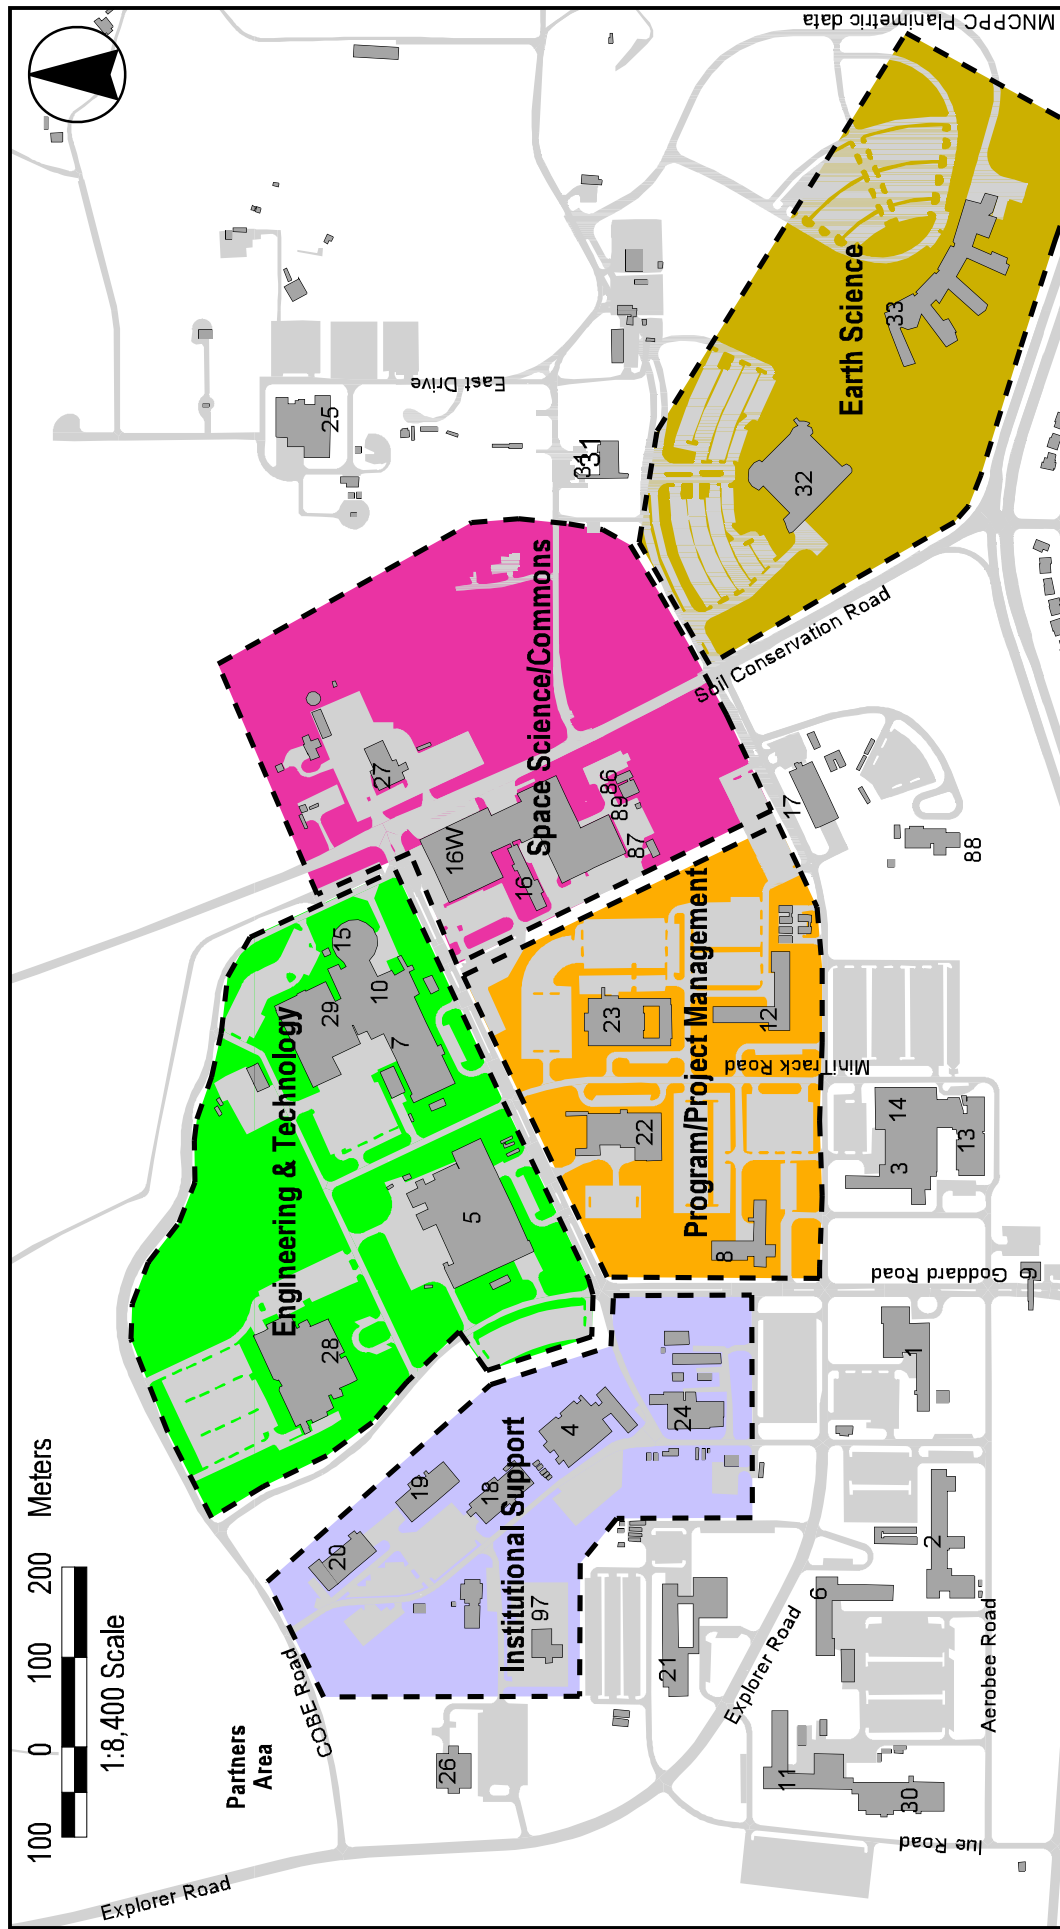 MNCPPC Planimetric data
100 0 100 200 Meters
1:8,400 Scale
Explorer Road
COBE Road
Partners
Area
26
20
19
18
Institutional Support
97
4
24
21
Explorer Road
28
Engineering & Technology
5
29
15
10
7
16W
16
27
Space Science/Commons
86
89
87
25
East Drive
31
31
Earth Science
33
32
Soil Conservation Road
17
88
23
12
Program/Project Management
MiniTrack Road
22
8
14
3
13
Goddard Road
9
1
2
6
11
30
Aerobee Road
Iue Road